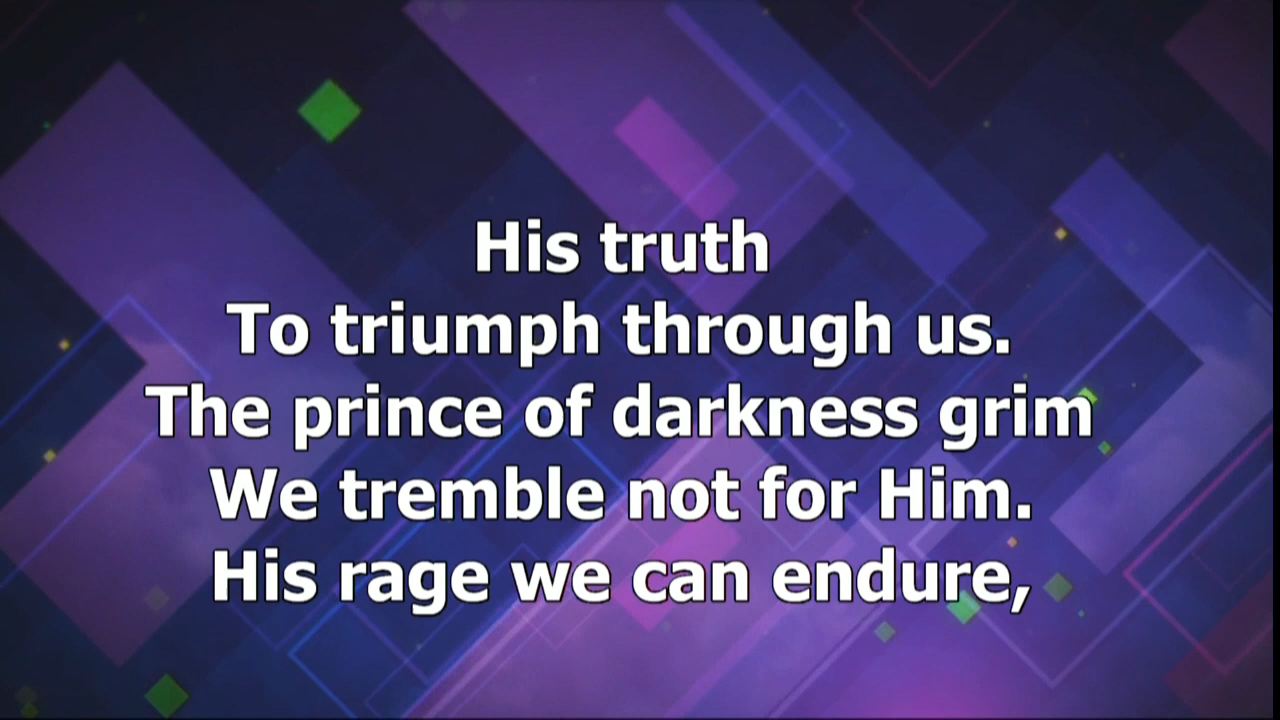 His truth
To triumph through us.
The prince of darkness grim
We tremble not for Him.
His rage we can endure,